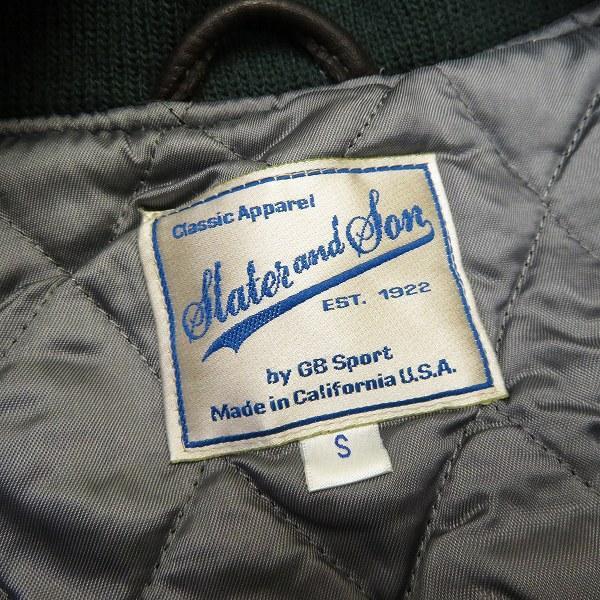 Classic Apparel
Slater and Son
EST. 1922
by GB Sport
Made in California U.S.A.
S